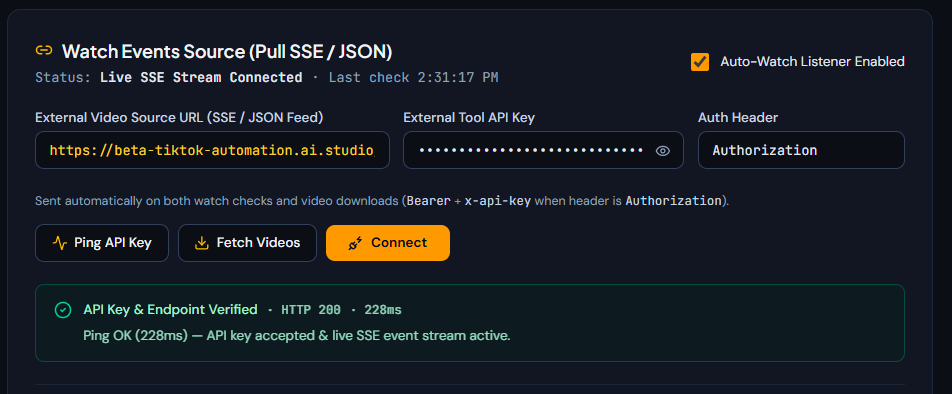 Watch Events Source (Pull SSE / JSON)
Status: Live SSE Stream Connected · Last check 2:31:17 PM
Auto-Watch Listener Enabled
External Video Source URL (SSE / JSON Feed)
https://beta-tiktok-automation.ai.studio
External Tool API Key
••••••••••••••••••••••••••••
Auth Header
Authorization
Sent automatically on both watch checks and video downloads (Bearer + x-api-key when header is Authorization).
Ping API Key
Fetch Videos
Connect
API Key & Endpoint Verified · HTTP 200 · 228ms
Ping OK (228ms) — API key accepted & live SSE event stream active.